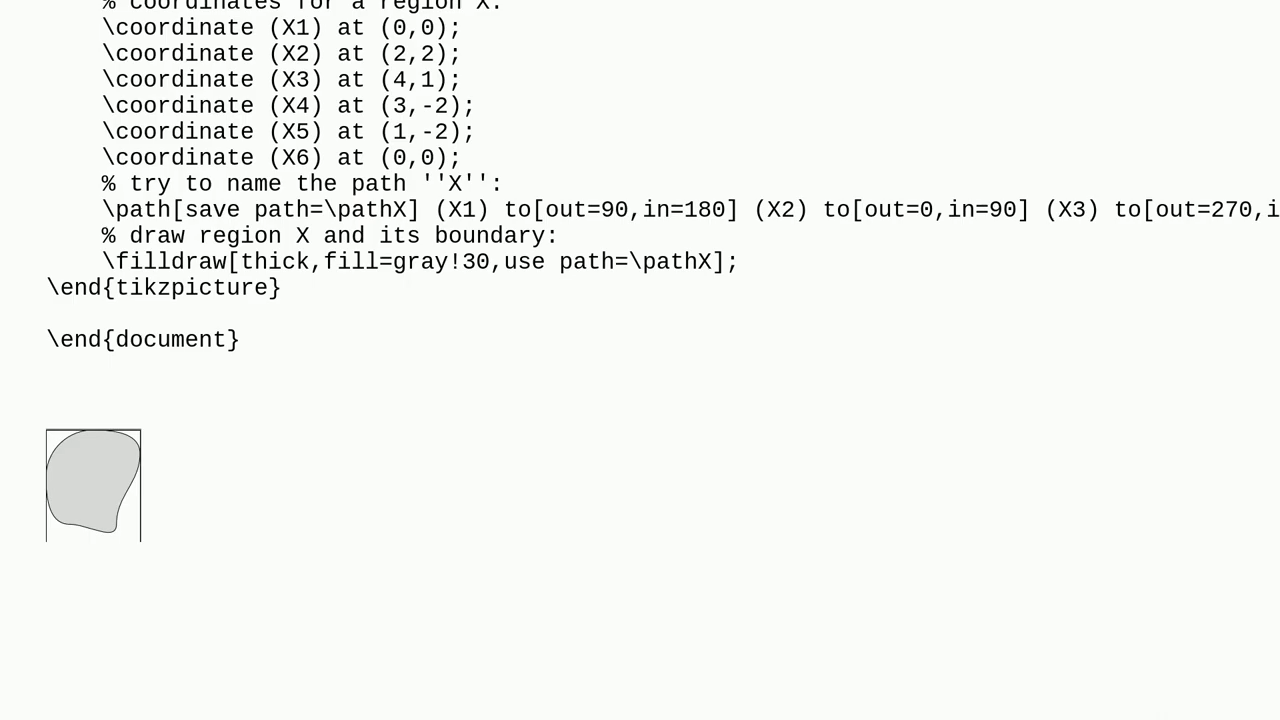 % coordinates for a region X:
\coordinate (X1) at (0,0);
\coordinate (X2) at (2,2);
\coordinate (X3) at (4,1);
\coordinate (X4) at (3,-2);
\coordinate (X5) at (1,-2);
\coordinate (X6) at (0,0);
% try to name the path ''X'':
\path[save path=\pathX] (X1) to[out=90,in=180] (X2) to[out=0,in=90] (X3) to[out=270,i
% draw region X and its boundary:
\filldraw[thick,fill=gray!30,use path=\pathX];
\end{tikzpicture}
\end{document}